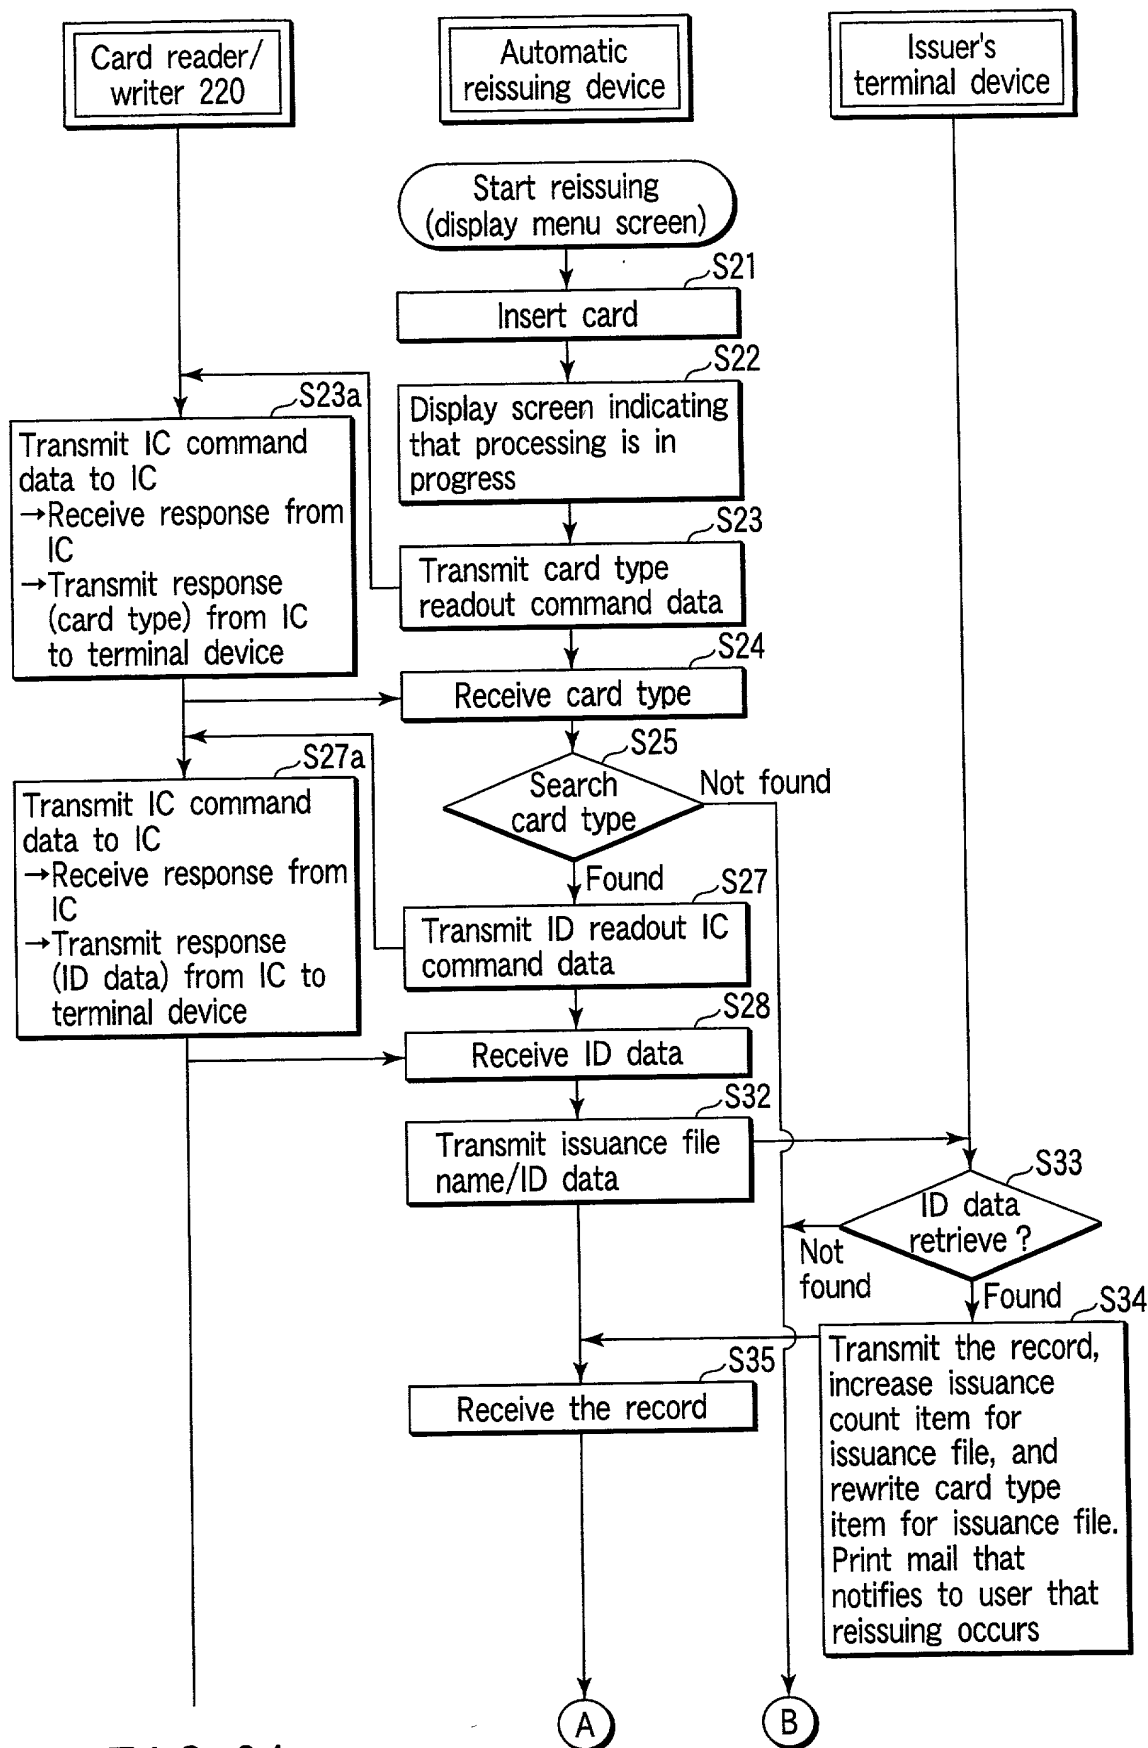 Card reader/
writer 220
Automatic
reissuing device
Issuer's
terminal device
Start reissuing
(display menu screen)
S21
Insert card
S22
Display screen indicating
that processing is in
progress
S23a
Transmit IC command
data to IC
→Receive response from
IC
→Transmit response
(card type) from IC
to terminal device
S23
Transmit card type
readout command data
S24
Receive card type
S25
Search
card type
Not found
Found
S27a
Transmit IC command
data to IC
→Receive response from
IC
→Transmit response
(ID data) from IC to
terminal device
S27
Transmit ID readout IC
command data
S28
Receive ID data
S32
Transmit issuance file
name/ID data
S33
ID data
retrieve ?
Not
found
Found
S34
Transmit the record,
increase issuance
count item for
issuance file, and
rewrite card type
item for issuance file.
Print mail that
notifies to user that
reissuing occurs
S35
Receive the record
A
B